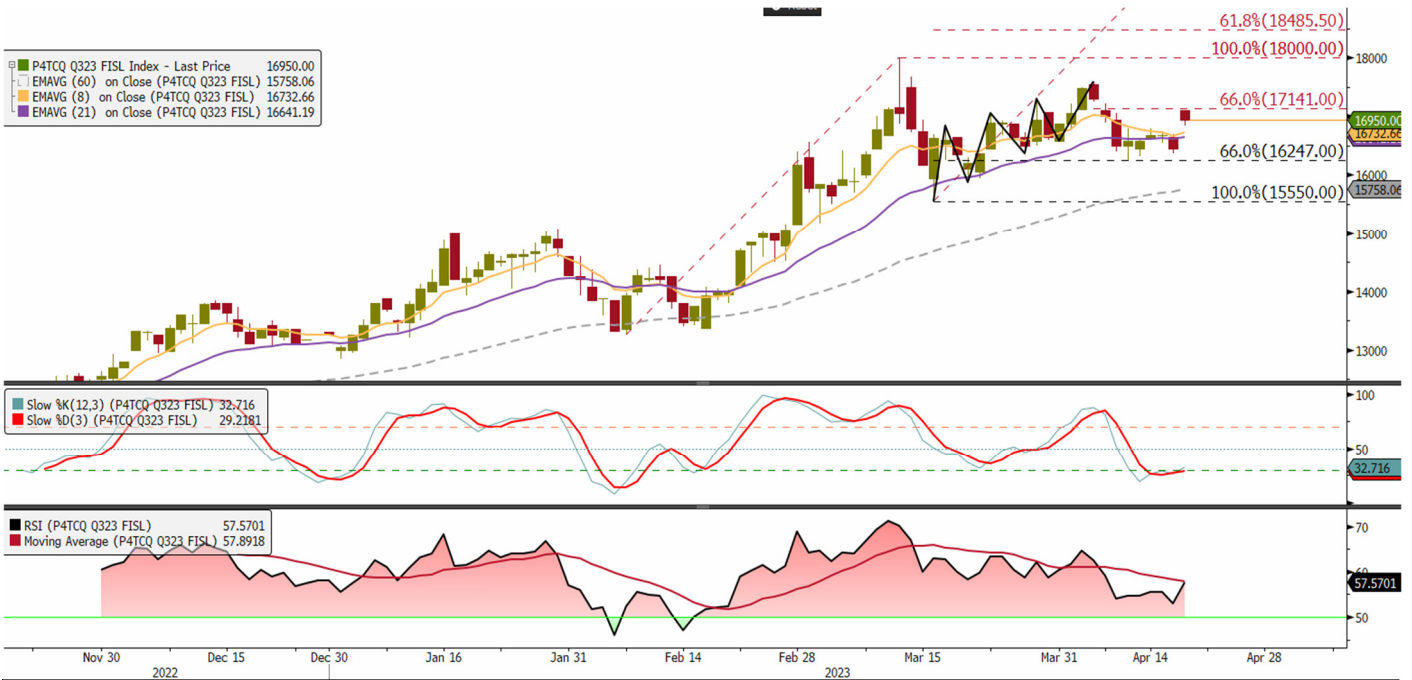 61.8%(18485.50)
100.0%(18000.00)
18000
P4TCQ Q323 FISL Index - Last Price 16950.00
EMAVG (60) on Close (P4TCQ Q323 FISL) 15758.06
EMAVG (8) on Close (P4TCQ Q323 FISL) 16732.66
EMAVG (21) on Close (P4TCQ Q323 FISL) 16641.19
66.0%(17141.00)
16950.00
16732.66
66.0%(16247.00)
16000
100.0%(15550.00)
15758.06
15000
14000
13000
Slow %K(12,3) (P4TCQ Q323 FISL) 32.716
Slow %D(3) (P4TCQ Q323 FISL) 29.2181
100
50
32.716
RSI (P4TCQ Q323 FISL) 57.5701
Moving Average (P4TCQ Q323 FISL) 57.8918
70
60
57.5701
50
Nov 30 Dec 15 Dec 30 Jan 16 Jan 31 Feb 14 Feb 28 Mar 15 Mar 31 Apr 14 Apr 28
2022 2023